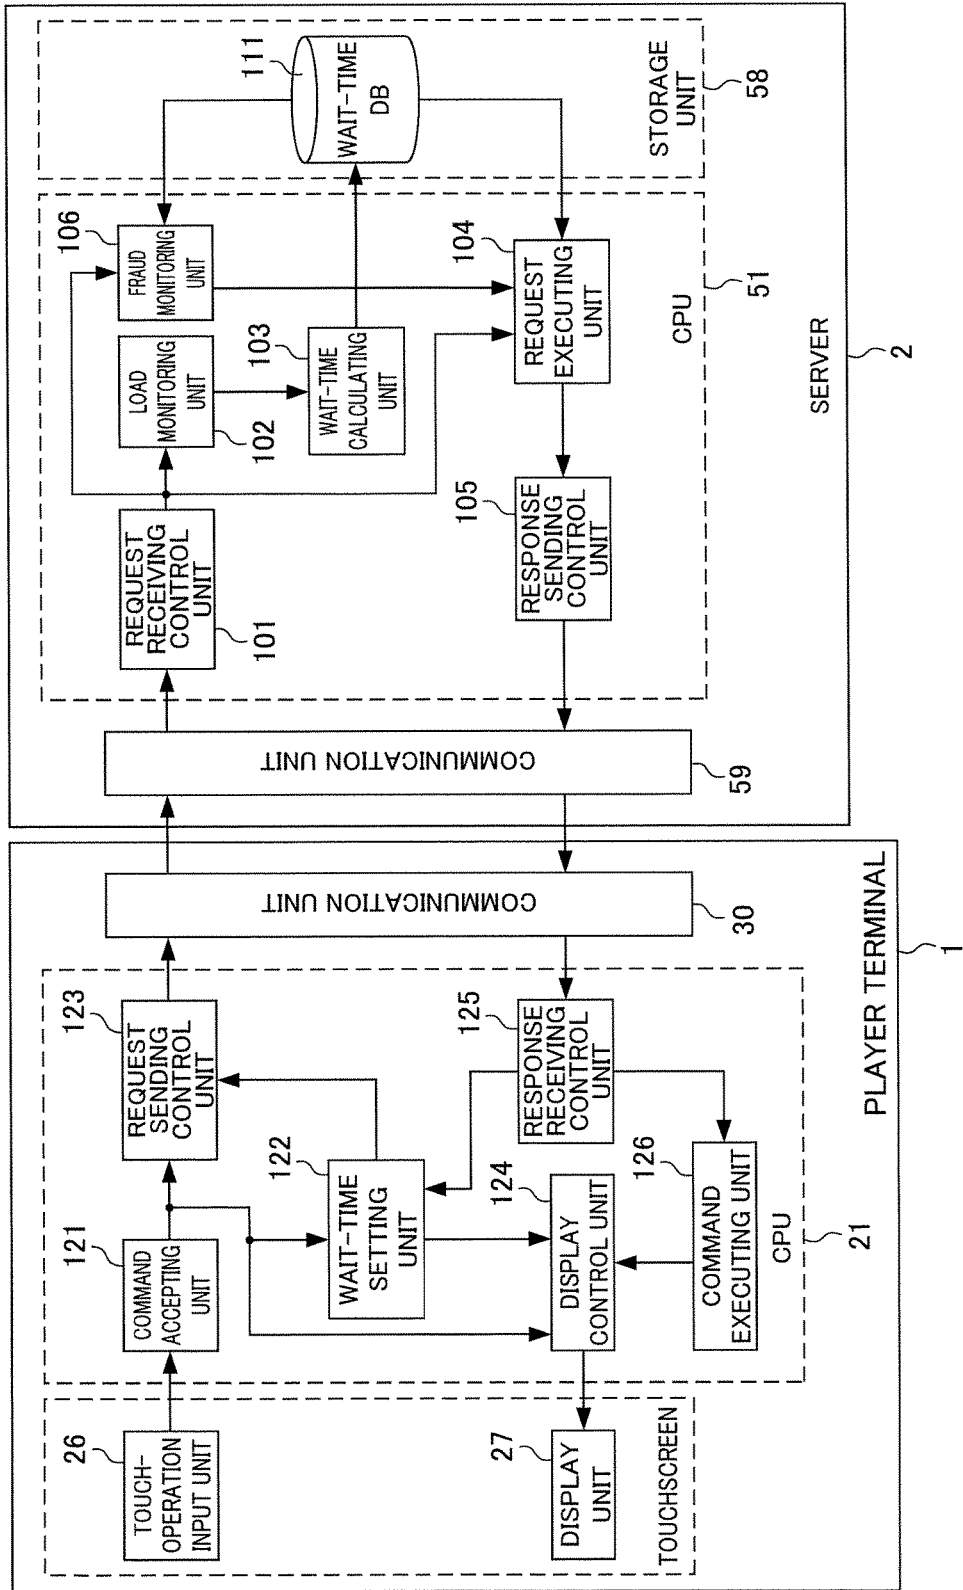 26
TOUCH-
OPERATION
INPUT UNIT
27
DISPLAY
UNIT
TOUCHSCREEN
121
COMMAND
ACCEPTING
UNIT
122
WAIT-TIME
SETTING
UNIT
123
REQUEST
SENDING
CONTROL
UNIT
124
DISPLAY
CONTROL UNIT
125
RESPONSE
RECEIVING
CONTROL
UNIT
126
COMMAND
EXECUTING UNIT
CPU
21
COMMUNICATION UNIT
30
PLAYER TERMINAL
1
COMMUNICATION UNIT
59
REQUEST
RECEIVING
CONTROL
UNIT
101
LOAD
MONITORING
UNIT
102
106
FRAUD
MONITORING
UNIT
103
WAIT-TIME
CALCULATING
UNIT
104
REQUEST
EXECUTING
UNIT
105
RESPONSE
SENDING
CONTROL
UNIT
CPU
51
111
WAIT-TIME
DB
STORAGE
UNIT
58
SERVER
2